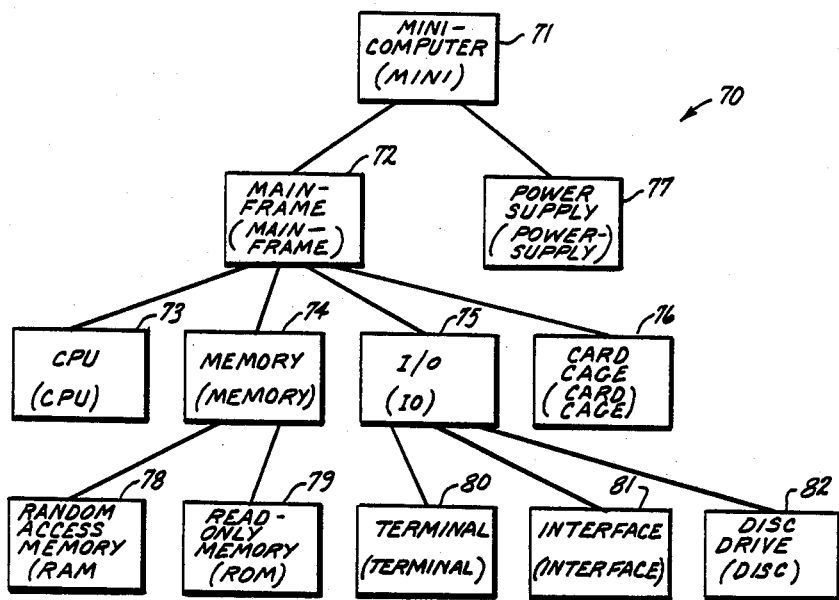 MINI-
COMPUTER
(MINI)
71
70
72
MAIN-
FRAME
(MAIN-
FRAME)
POWER
SUPPLY
(POWER-
SUPPLY)
77
73
CPU
(CPU)
74
MEMORY
(MEMORY)
75
I/O
(IO)
76
CARD
CAGE
(CARD
CAGE)
78
RANDOM
ACCESS
MEMORY
(RAM
79
READ-
ONLY
MEMORY
(ROM)
80
TERMINAL
(TERMINAL)
81
INTERFACE
(INTERFACE)
82
DISC
DRIVE
(DISC)